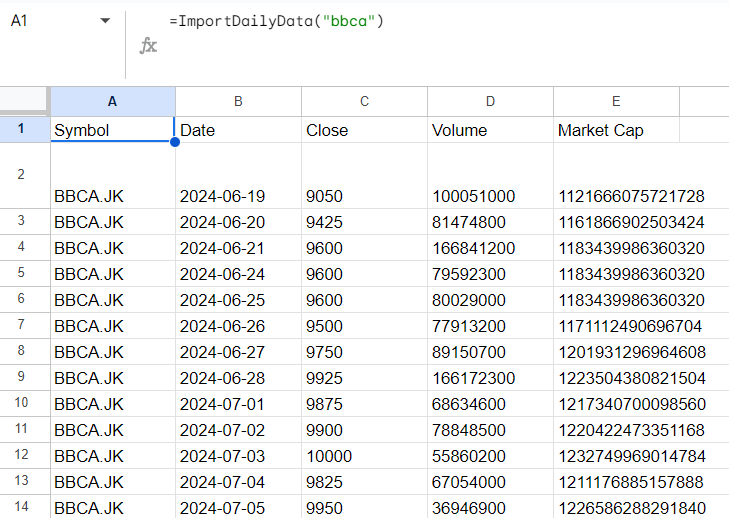 A1 =ImportDailyData("bbca")
fx
A B C D E
1 Symbol Date Close Volume Market Cap
2 BBCA.JK 2024-06-19 9050 100051000 1121666075721728
3 BBCA.JK 2024-06-20 9425 81474800 1161866902503424
4 BBCA.JK 2024-06-21 9600 166841200 1183439986360320
5 BBCA.JK 2024-06-24 9600 79592300 1183439986360320
6 BBCA.JK 2024-06-25 9600 80029000 1183439986360320
7 BBCA.JK 2024-06-26 9500 77913200 1171112490696704
8 BBCA.JK 2024-06-27 9750 89150700 1201931296964608
9 BBCA.JK 2024-06-28 9925 166172300 1223504380821504
10 BBCA.JK 2024-07-01 9875 68634600 1217340700098560
11 BBCA.JK 2024-07-02 9900 78848500 1220422473351168
12 BBCA.JK 2024-07-03 10000 55860200 1232749969014784
13 BBCA.JK 2024-07-04 9825 67054000 1211176885157888
14 BBCA.JK 2024-07-05 9950 36946900 1226586288291840